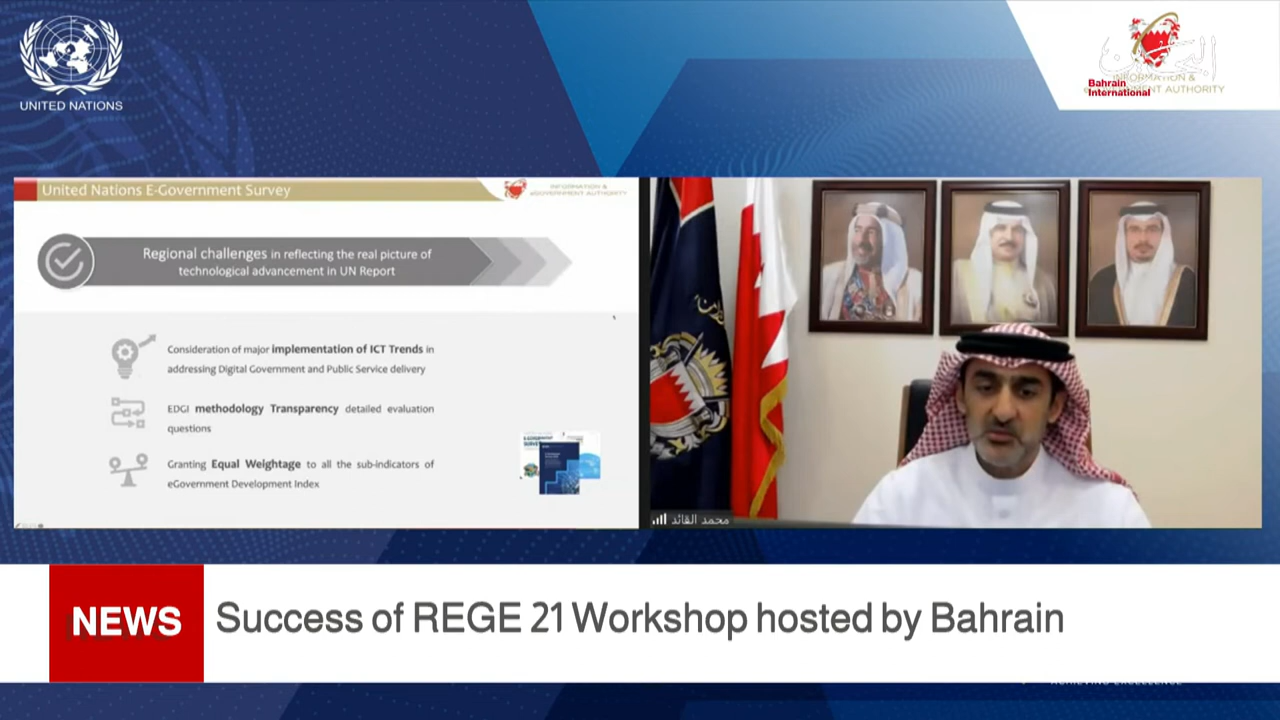 UNITED NATIONS
البحرين
Bahrain
International
INFORMATION &
eGOVERNMENT AUTHORITY
United Nations E-Government Survey
INFORMATION &
eGOVERNMENT AUTHORITY
Regional challenges in reflecting the real picture of
technological advancement in UN Report
Consideration of major implementation of ICT Trends in
addressing Digital Government and Public Service delivery
EDGI methodology Transparency detailed evaluation
questions
Granting Equal Weightage to all the sub-indicators of
eGovernment Development Index
محمد القائد
NEWS
Success of REGE 21 Workshop hosted by Bahrain